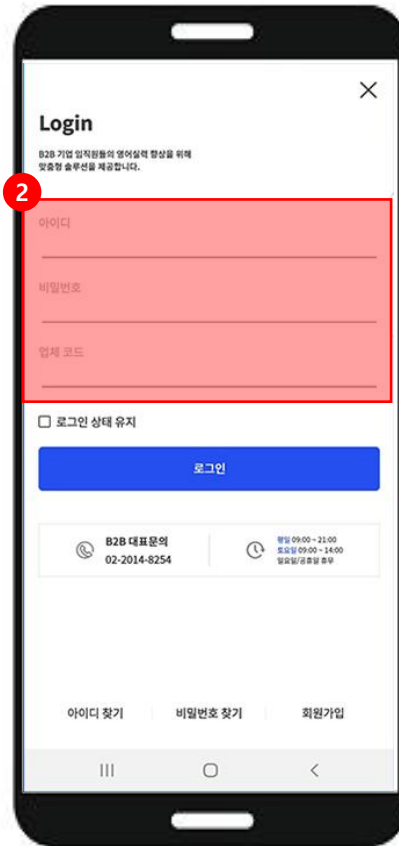 Login
B2B 기업 임직원들의 영어실력 향상을 위해
맞춤형 솔루션을 제공합니다.
2
아이디
비밀번호
업체 코드
로그인 상태 유지
로그인
B2B 대표문의
02-2014-8254
평일 09:00 ~ 21:00
토요일 09:00 ~ 14:00
일요일/공휴일 휴무
아이디 찾기
비밀번호 찾기
회원가입